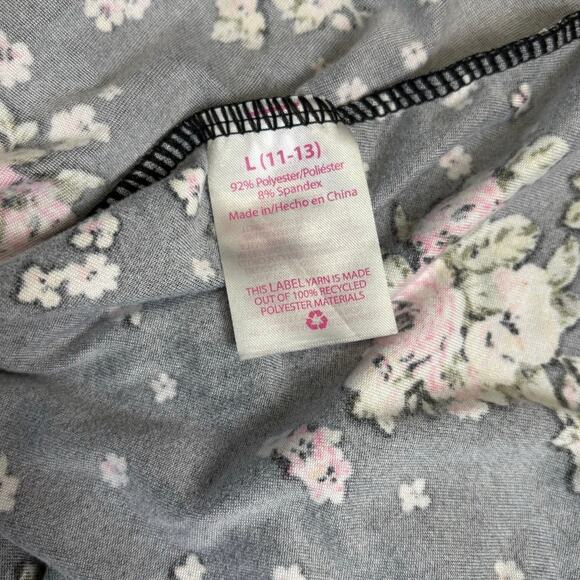 L (11-13)
92% Polyester/Poliéster
8% Spandex
Made in/Hecho en China
THIS LABEL YARN IS MADE
OUT OF 100% RECYCLED
POLYESTER MATERIALS